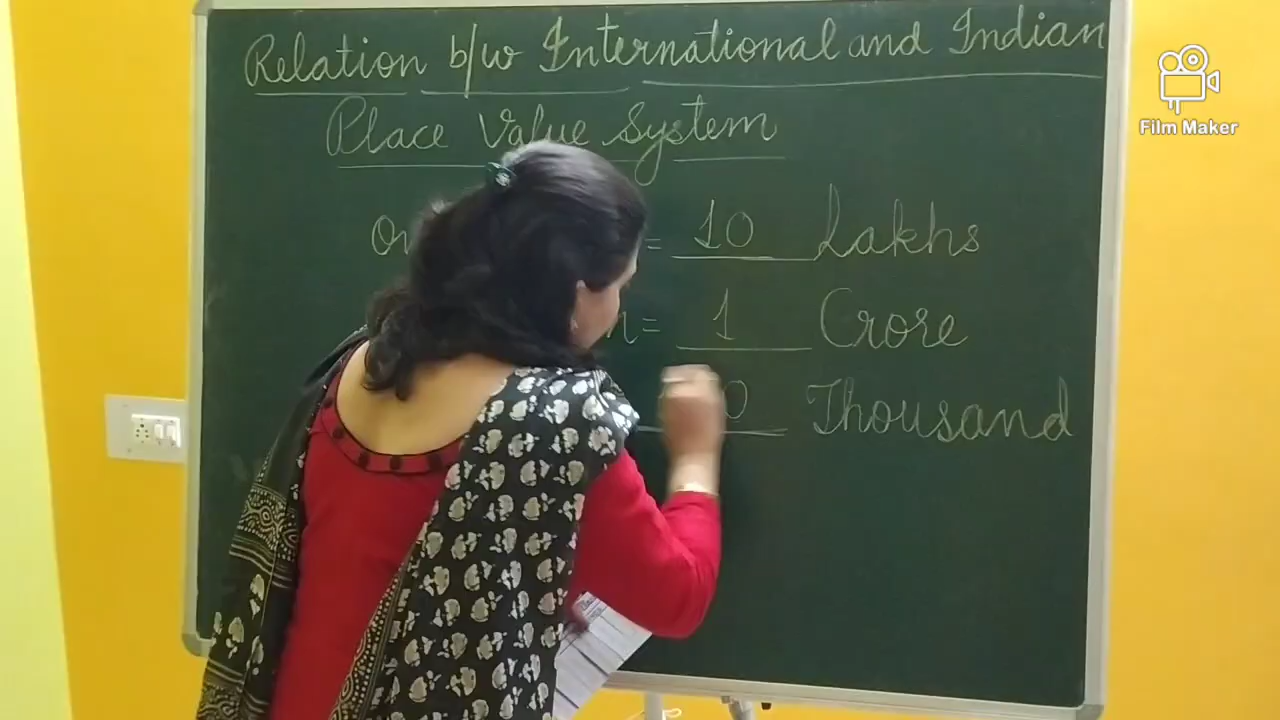 Relation b/w International and Indian
Place Value System
= 10 Lakhs
= 1 Crore
Thousand
Film Maker